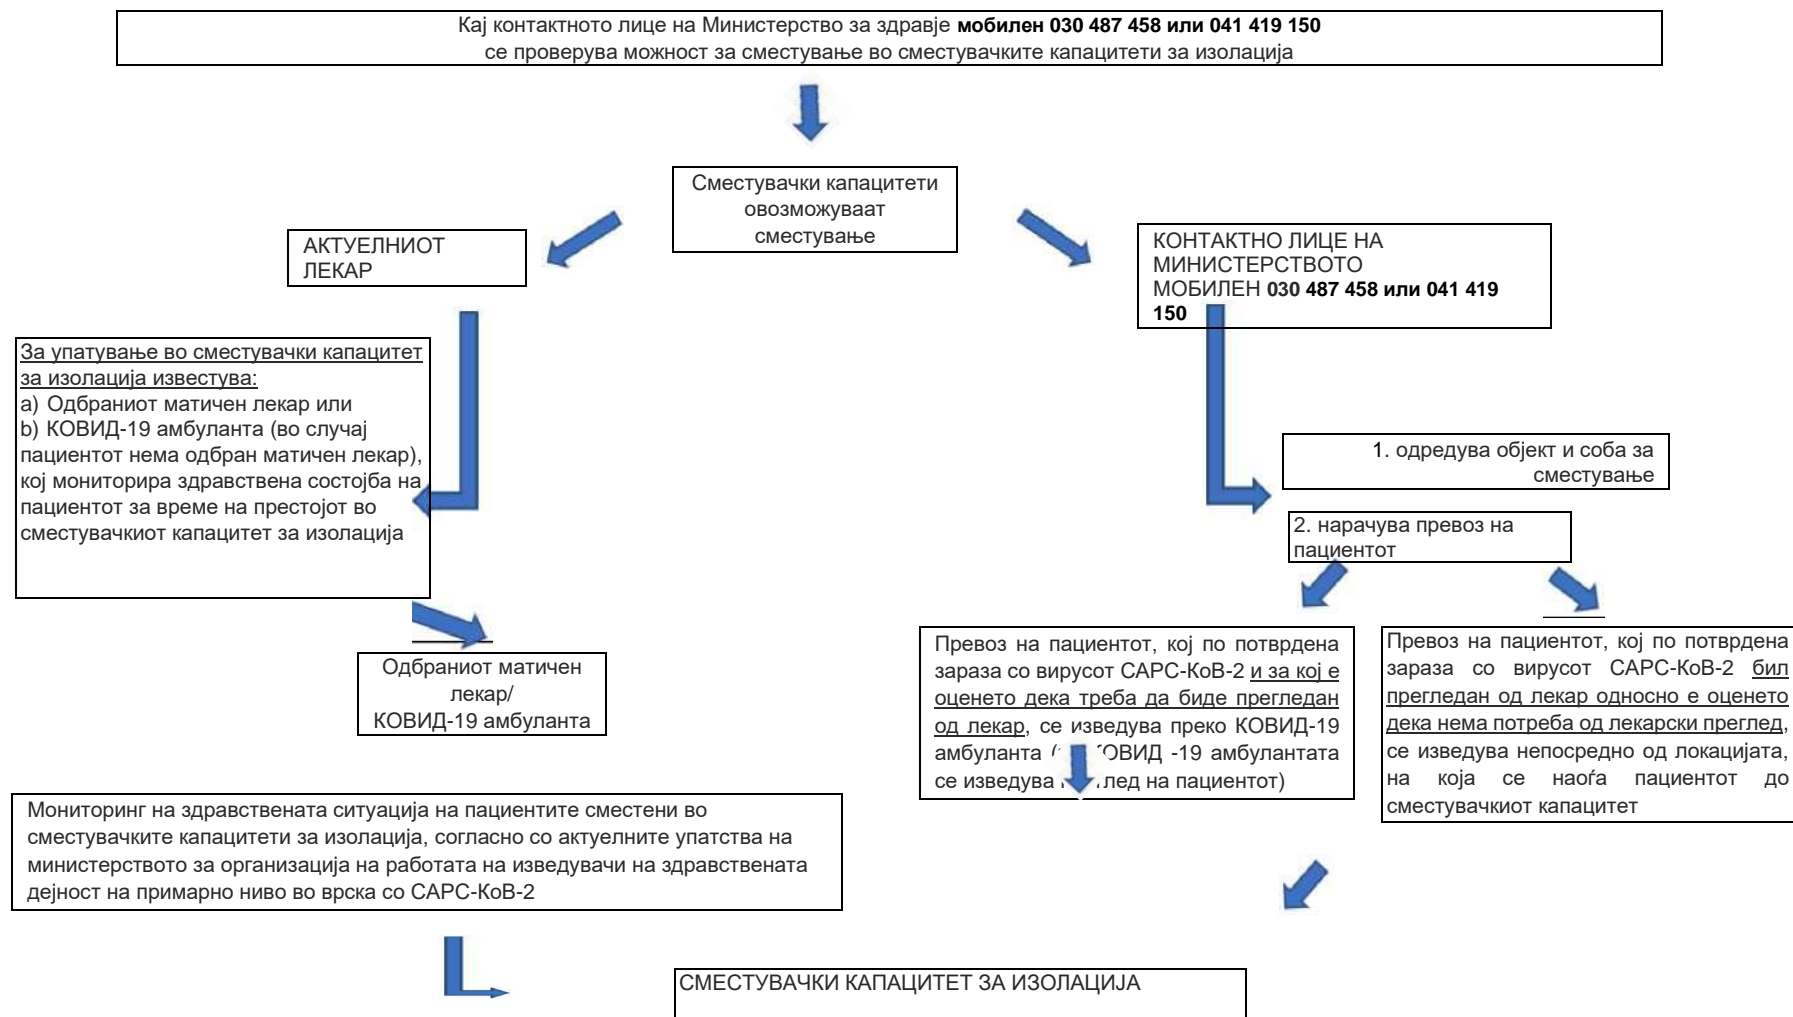 Кај контактното лице на Министерство за здравје мобилен 030 487 458 или 041 419 150
се проверува можност за сместување во сместувачките капацитети за изолација
Сместувачки капацитети
овозможуваат
сместување
АКТУЕЛНИОТ
ЛЕКАР
КОНТАКТНО ЛИЦЕ НА
МИНИСТЕРСТВОТО
МОБИЛЕН 030 487 458 или 041 419
150
За упатување во сместувачки капацитет
за изолација известува:
a) Одбраниот матичен лекар или
b) КОВИД-19 амбуланта (во случај
пациентот нема одбран матичен лекар),
кој мониторира здравствена состојба на
пациентот за време на престојот во
сместувачкиот капацитет за изолација
1. одредува објект и соба за
сместување
2. нарачува превоз на
пациентот
Одбраниот матичен
лекар/
КОВИД-19 амбуланта
Превоз на пациентот, кој по потврдена
зараза со вирусот САРС-КоВ-2 и за кој е
оценето дека треба да биде прегледан
од лекар, се изведува преку КОВИД-19
амбуланта -19 амбулантата
се изведува на пациентот)
Превоз на пациентот, кој по потврдена
зараза со вирусот САРС-КоВ-2 бил
прегледан од лекар односно е оценето
дека нема потреба од лекарски преглед,
се изведува непосредно од локацијата,
на која се наоѓа пациентот до
сместувачкиот капацитет
Мониторинг на здравствената ситуација на пациентите сместени во
сместувачките капацитети за изолација, согласно со актуелните упатства на
министерството за организација на работата на изведувачи на здравствената
дејност на примарно ниво во врска со САРС-КоВ-2
СМЕСТУВАЧКИ КАПАЦИТЕТ ЗА ИЗОЛАЦИЈА